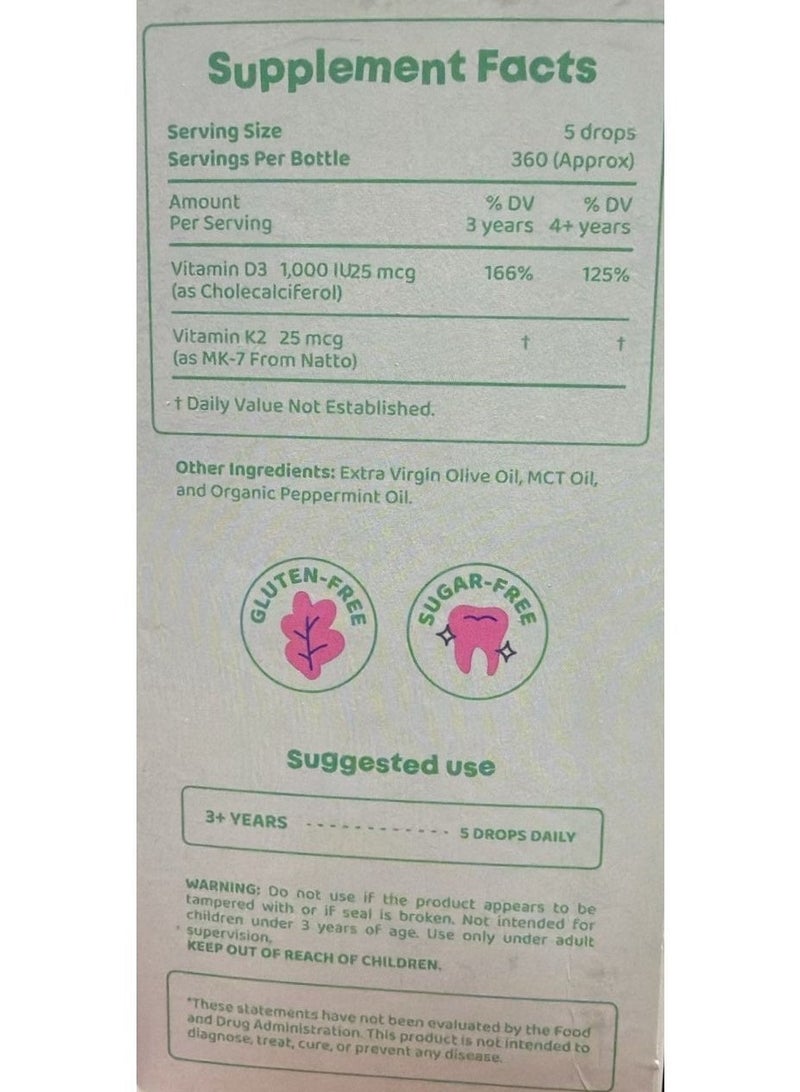 Supplement Facts
Serving Size 5 drops
Servings Per Bottle 360 (Approx)
Amount % DV % DV
Per Serving 3 years 4+ years
Vitamin D3 1,000 IU25 mcg 166% 125%
(as Cholecalciferol)
Vitamin K2 25 mcg † †
(as MK-7 From Natto)
† Daily Value Not Established.
Other Ingredients: Extra Virgin Olive Oil, MCT Oil,
and Organic Peppermint Oil.
GLUTEN-FREE
SUGAR-FREE
Suggested use
3+ YEARS ------------ 5 DROPS DAILY
WARNING: Do not use if the product appears to be
tampered with or if seal is broken. Not intended for
children under 3 years of age. Use only under adult
supervision.
KEEP OUT OF REACH OF CHILDREN.
*These statements have not been evaluated by the Food
and Drug Administration. This product is not intended to
diagnose, treat, cure, or prevent any disease.